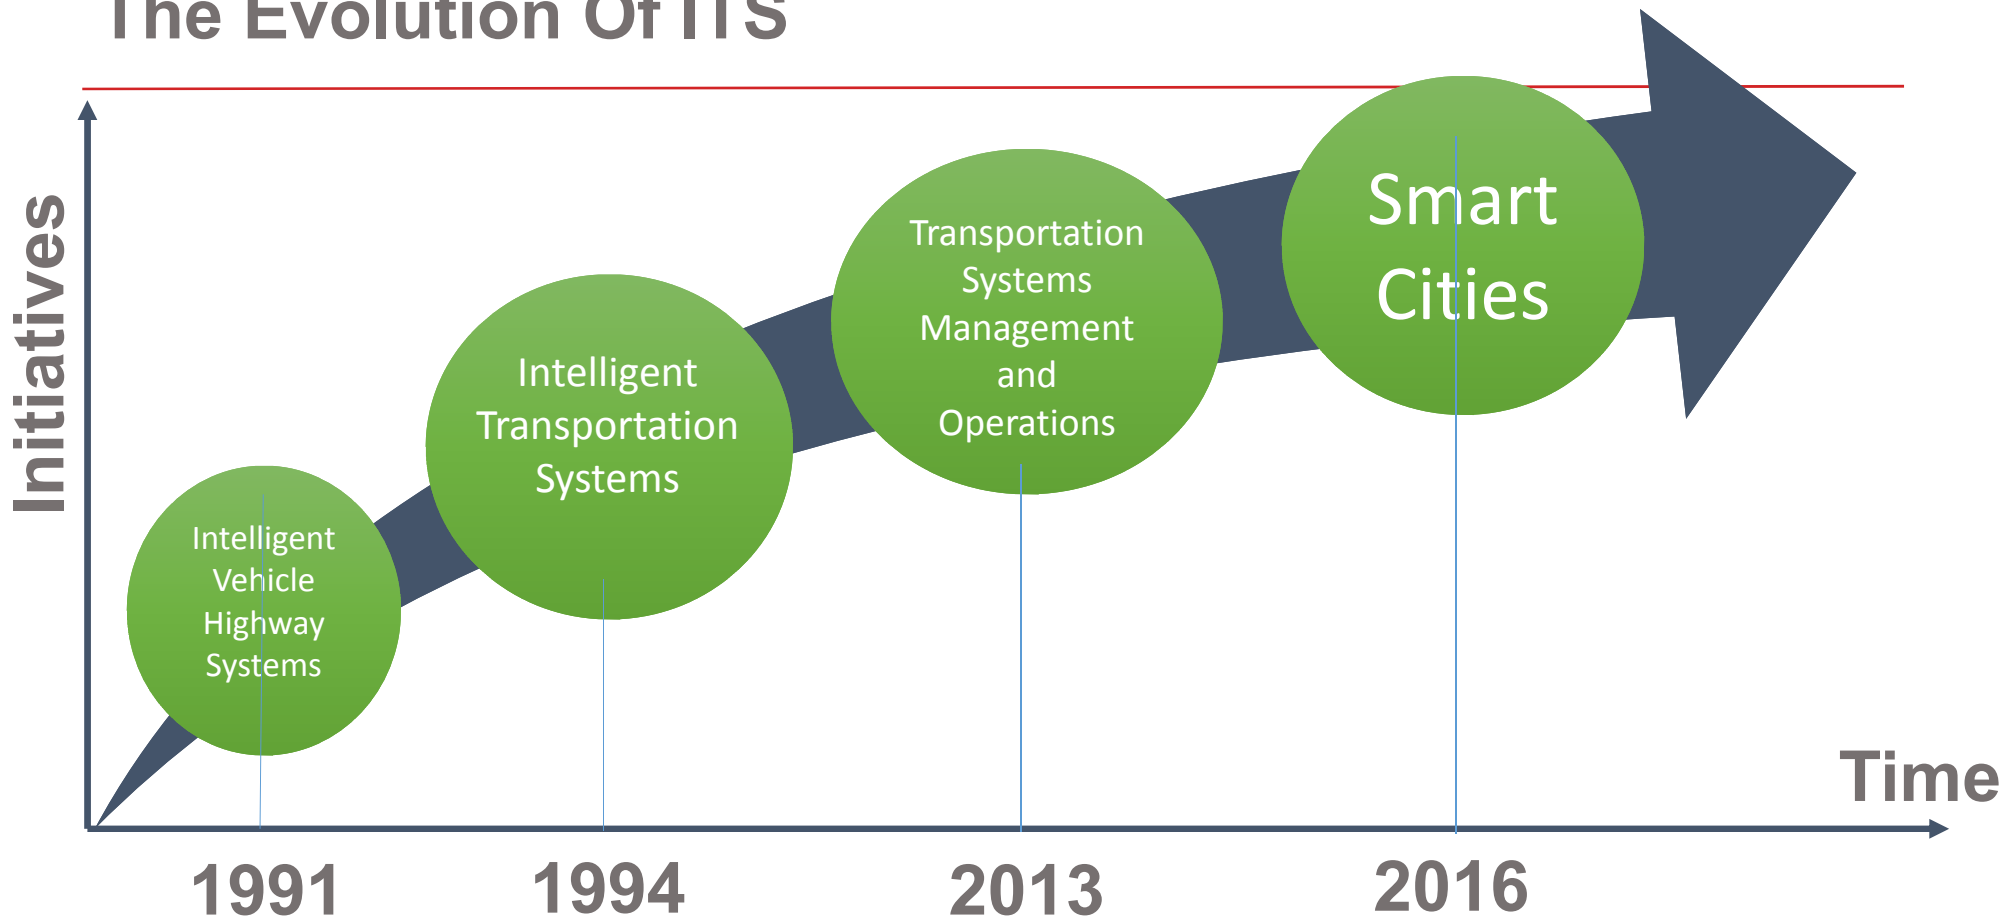 The Evolution Of ITS
Initiatives
Intelligent
Vehicle
Highway
Systems
Intelligent
Transportation
Systems
Transportation
Systems
Management
and
Operations
Smart
Cities
Time
1991
1994
2013
2016